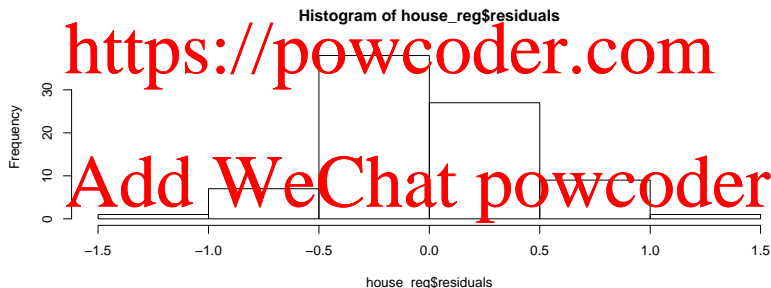 Histogram of house_reg$residuals
https://powcoder.com
Frequency
30
20
10
0
Add WeChat powcoder
−1.5 −1.0 −0.5 0.0 0.5 1.0 1.5
house_reg$residuals